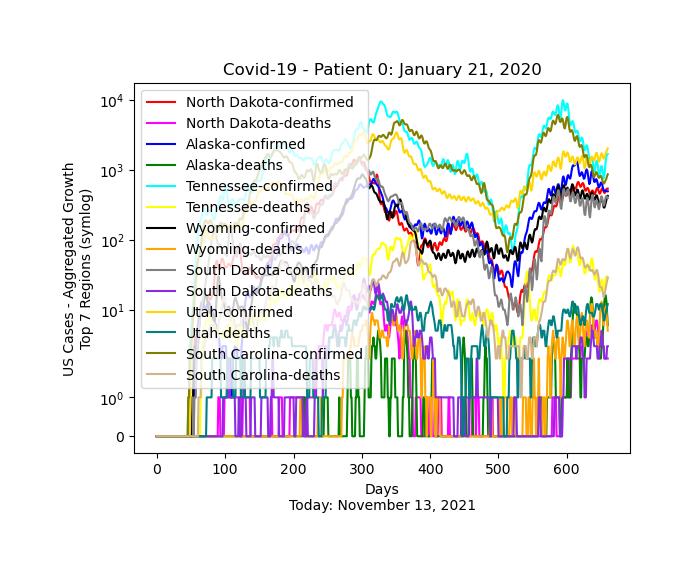 Covid-19 - Patient 0: January 21, 2020
US Cases - Aggregated Growth
Top 7 Regions (symlog)
10^4
10^3
10^2
10^1
10^0
0
North Dakota-confirmed
North Dakota-deaths
Alaska-confirmed
Alaska-deaths
Tennessee-confirmed
Tennessee-deaths
Wyoming-confirmed
Wyoming-deaths
South Dakota-confirmed
South Dakota-deaths
Utah-confirmed
Utah-deaths
South Carolina-confirmed
South Carolina-deaths
0 100 200 300 400 500 600
Days
Today: November 13, 2021